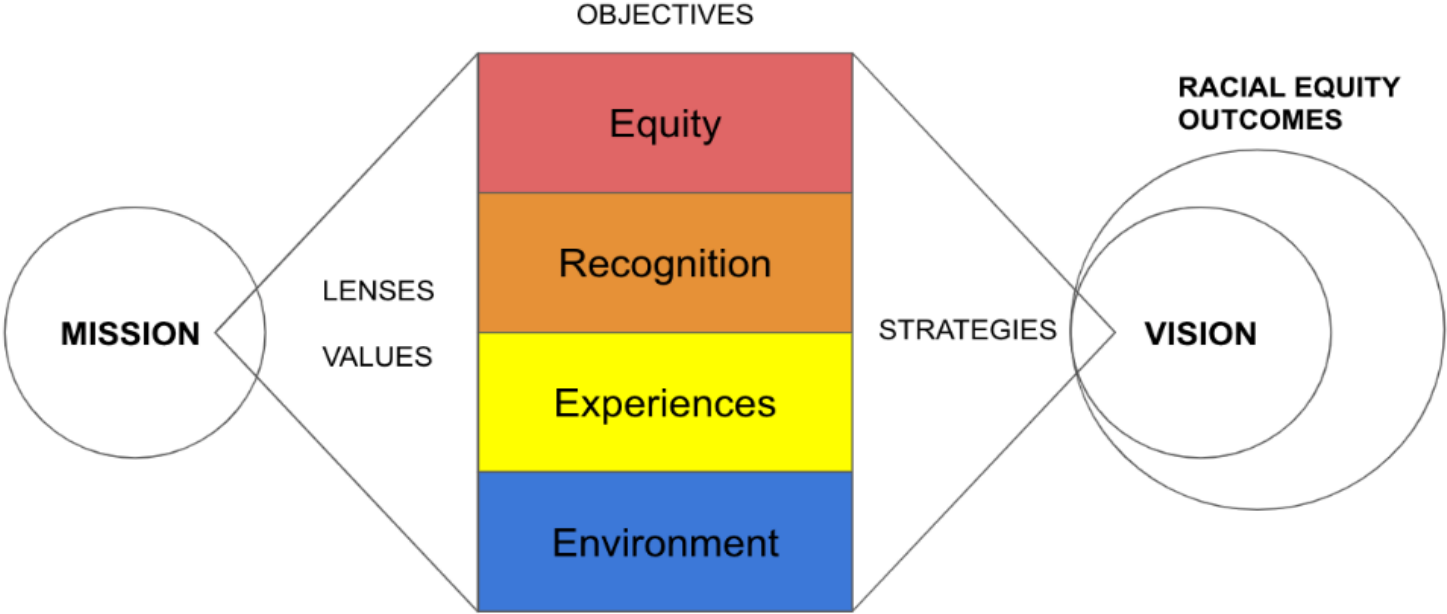 OBJECTIVES
RACIAL EQUITY
OUTCOMES
Equity
Recognition
LENSES
MISSION
VALUES
STRATEGIES
VISION
Experiences
Environment